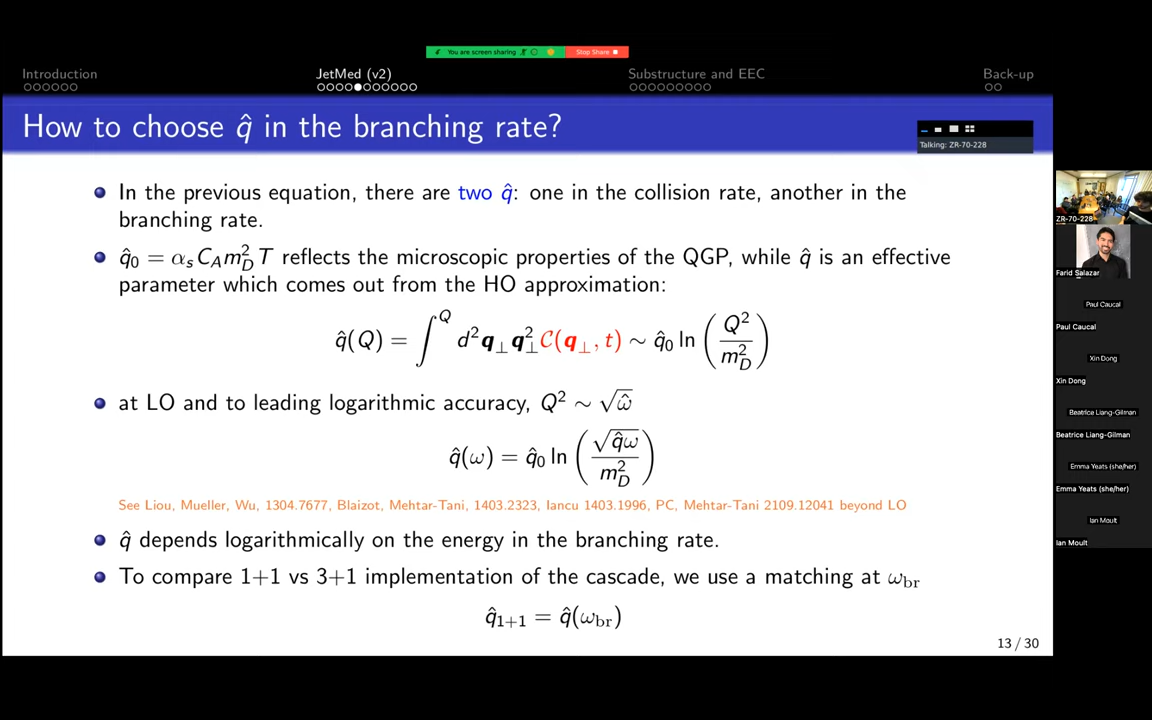 You are screen sharing
Stop Share
Introduction
JetMed (v2)
Substructure and EEC
Back-up
How to choose q̂ in the branching rate?
Talking: ZR-70-228
In the previous equation, there are two q̂: one in the collision rate, another in the
branching rate.
q̂₀ = αₛC_A m_D² T reflects the microscopic properties of the QGP, while q̂ is an effective
parameter which comes out from the HO approximation:
q̂(Q) = ∫^Q d²q⊥ q⊥² C(q⊥, t) ∼ q̂₀ ln (Q²/m_D²)
at LO and to leading logarithmic accuracy, Q² ∼ √ω̂
q̂(ω) = q̂₀ ln (√q̂ω/m_D²)
See Liou, Mueller, Wu, 1304.7677, Blaizot, Mehtar-Tani, 1403.2323, Iancu 1403.1996, PC, Mehtar-Tani 2109.12041 beyond LO
q̂ depends logarithmically on the energy in the branching rate.
To compare 1+1 vs 3+1 implementation of the cascade, we use a matching at ω_br
q̂₁₊₁ = q̂(ω_br)
13 / 30
ZR-70-228
Farid Salazar
Paul Caucal
Paul Caucal
Xin Dong
Xin Dong
Beatrice Liang-Gilman
Beatrice Liang-Gilman
Emma Yeats (she/her)
Emma Yeats (she/her)
Ian Moult
Ian Moult